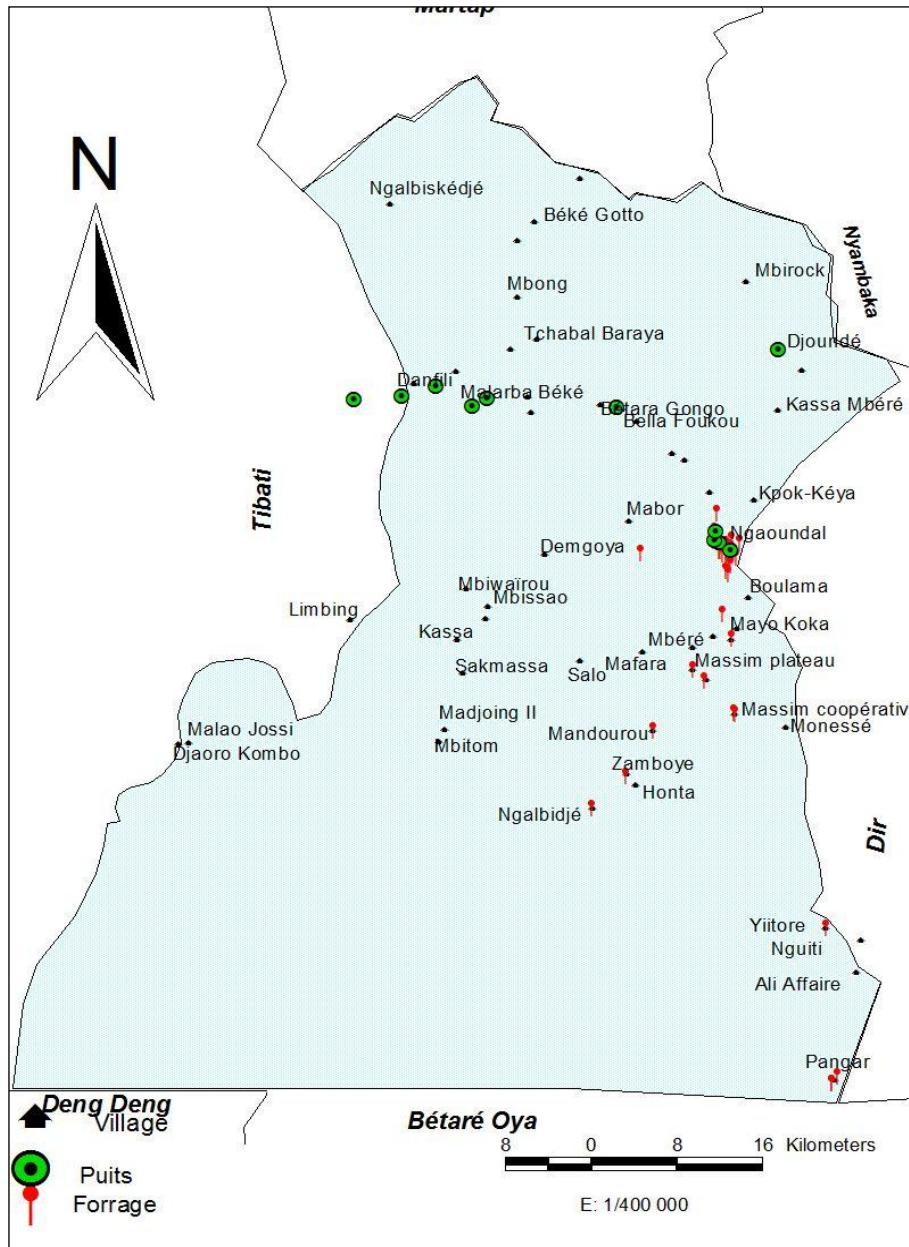 Martap
N
Ngalbiskédjé
Béké Gotto
Nyambaka
Mbirock
Mbong
Tchabal Baraya
Djoundé
Danfili
Malarba Béké
Bétara Gongo
Kassa Mbéré
Bella Foukou
Tibati
Mabor
Kpok-Kéya
Ngaoundal
Demgoya
Mbiwaïrou
Boulama
Mbissao
Limbing
Kassa
Mayo Koka
Mbéré
Sakmassa
Salo
Mafara
Massim plateau
Madjoing II
Massim coopérativ
Malao Jossi
Mandourou
Monessé
Djaoro Kombo
Mbitom
Zamboye
Honta
Ngalbidjé
Dir
Yiitore
Nguiti
Ali Affaire
Pangar
Deng Deng
Village
Bétaré Oya
8 0 8 16 Kilometers
Puits
Forrage
E: 1/400 000